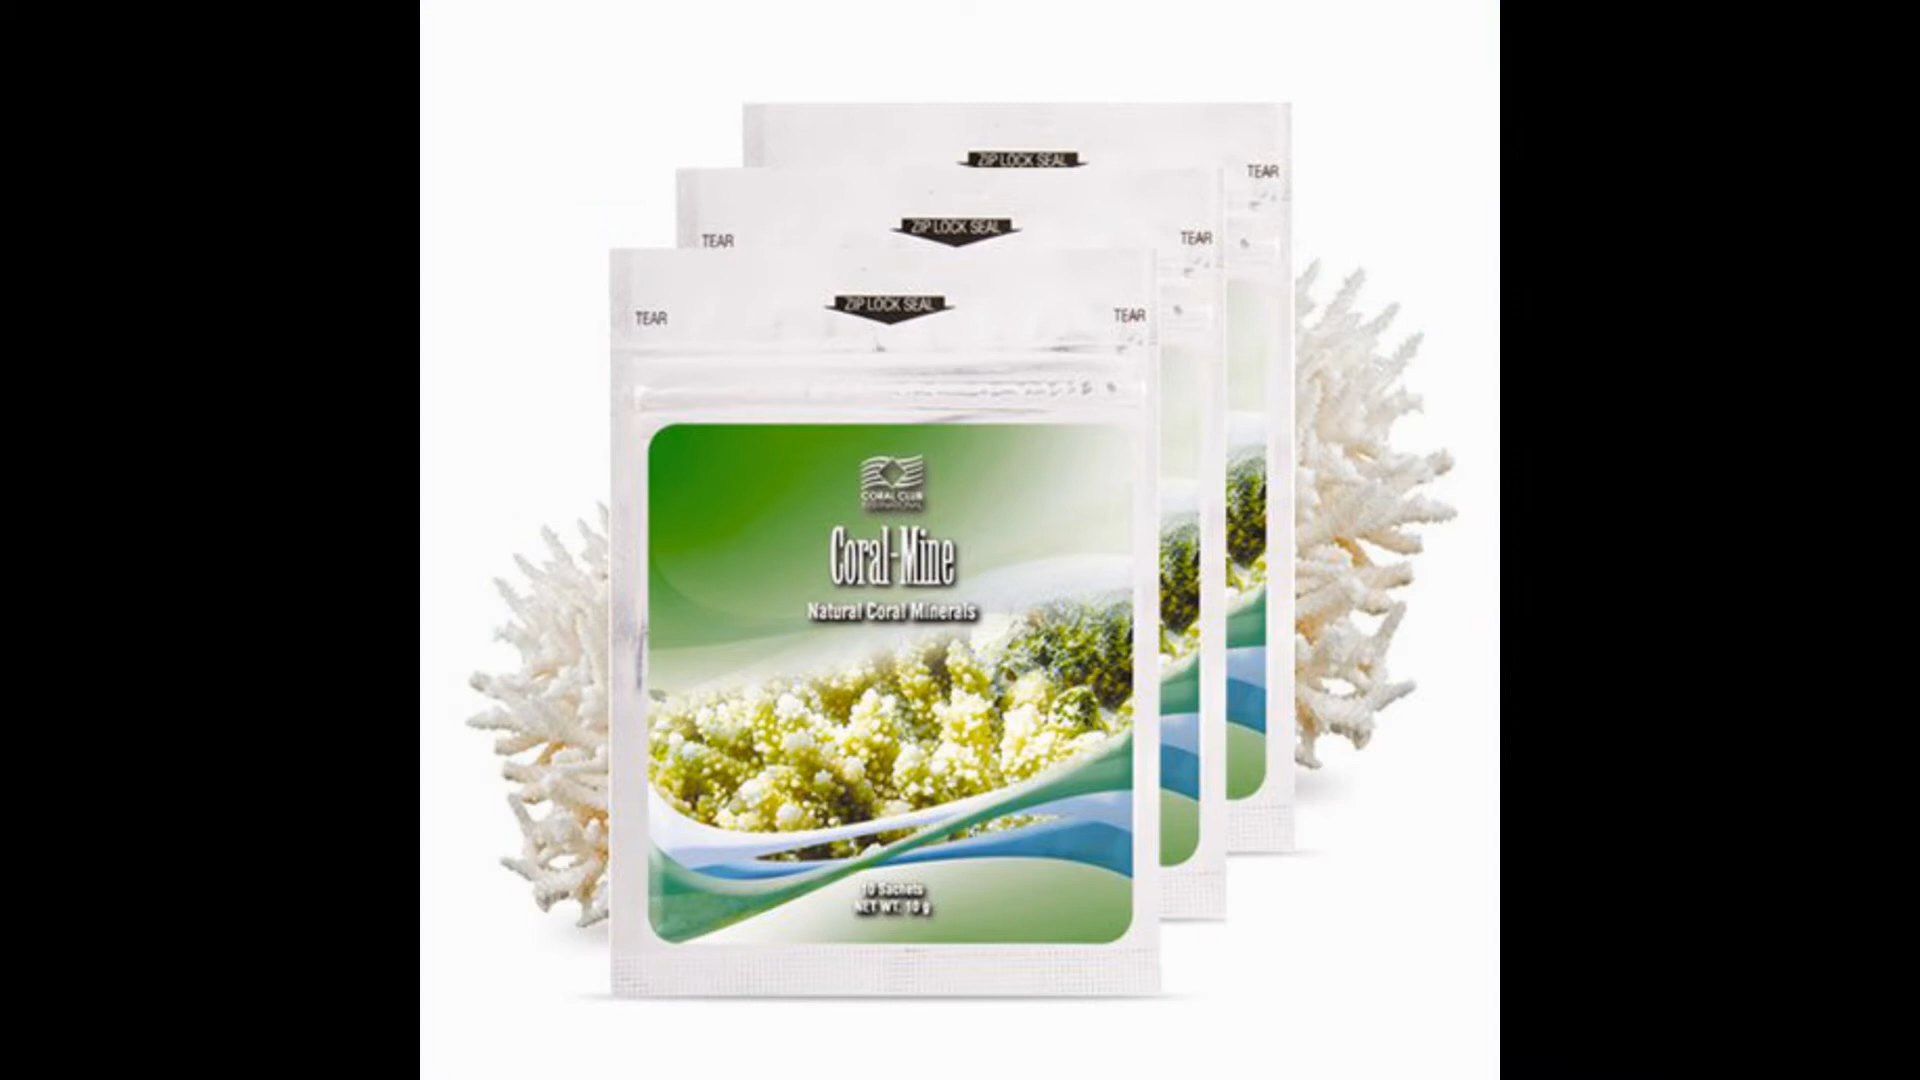 ZIP LOCK SEAL
TEAR
ZIP LOCK SEAL
TEAR
TEAR
ZIP LOCK SEAL
TEAR
TEAR
CORAL CLUB
Coral-Mine
Natural Coral Minerals
10 Sachets
NET WT. 10 g